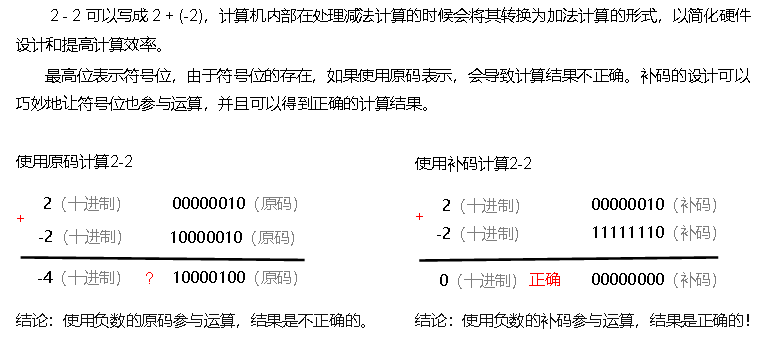 2 - 2 可以写成 2 + (-2)，计算机内部在处理减法计算的时候会将其转换为加法计算的形式，以简化硬件
设计和提高计算效率。
最高位表示符号位，由于符号位的存在，如果使用原码表示，会导致计算结果不正确。补码的设计可以
巧妙地让符号位也参与运算，并且可以得到正确的计算结果。
使用原码计算2-2
2（十进制） 00000010（原码）
+
-2（十进制） 10000010（原码）
-4（十进制） ？ 10000100（原码）
结论：使用负数的原码参与运算，结果是不正确的。
使用补码计算2-2
2（十进制） 00000010（补码）
+
-2（十进制） 11111110（补码）
0（十进制） 正确 00000000（补码）
结论：使用负数的补码参与运算，结果是正确的！